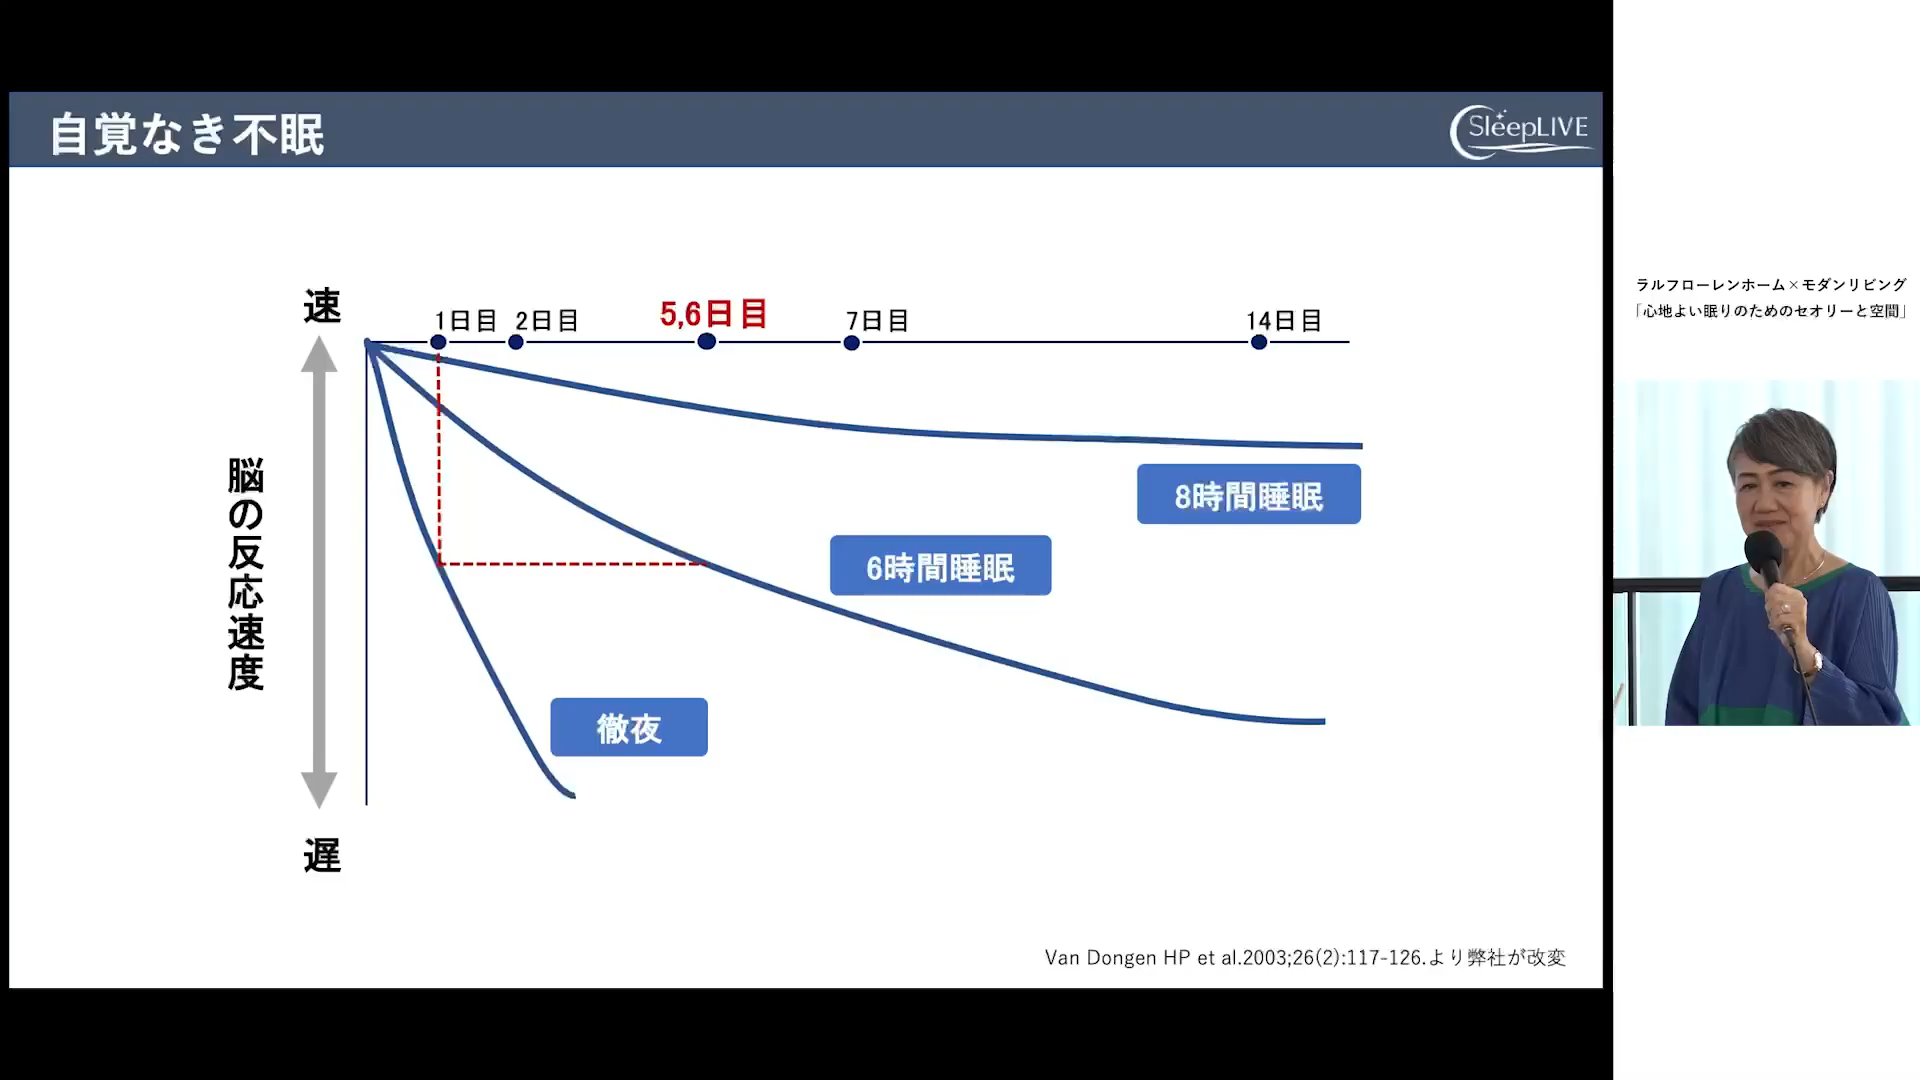 自覚なき不眠
SleepLIVE
速
1日目
2日目
5,6日目
7日目
14日目
脳の反応速度
8時間睡眠
6時間睡眠
徹夜
遅
Van Dongen HP et al.2003;26(2):117-126.より弊社が改変
ラルフローレンホーム×モダンリビング
「心地よい眠りのためのセオリーと空間」